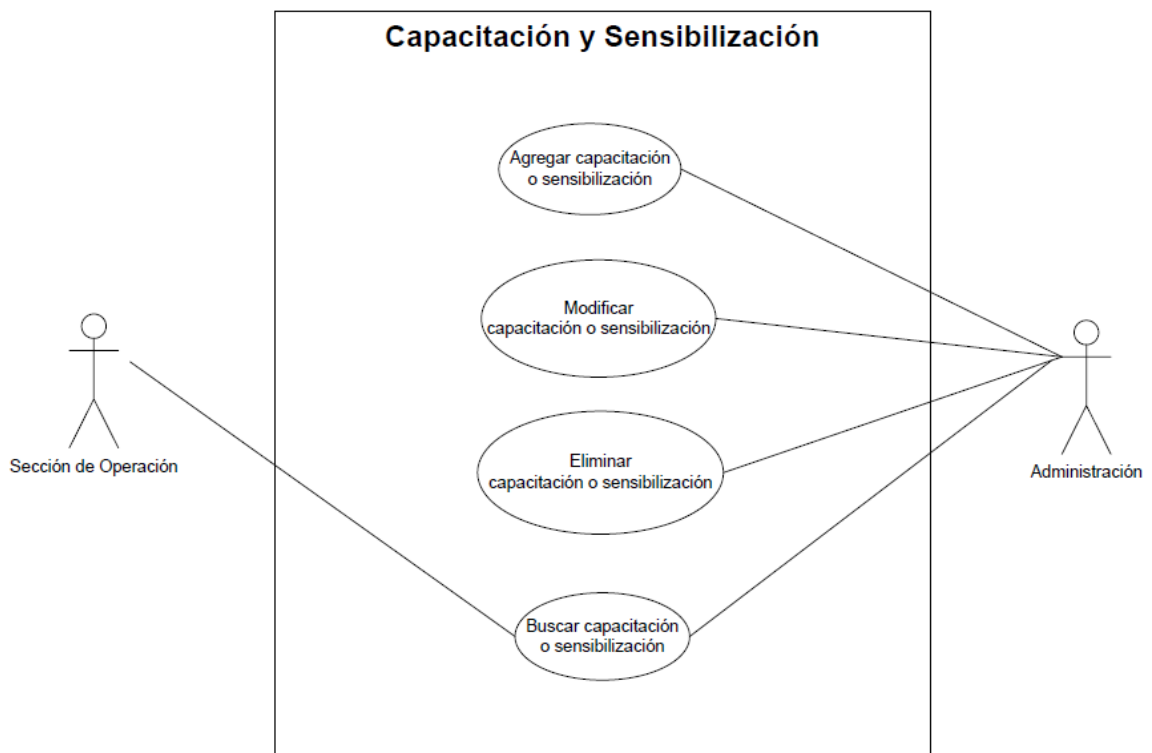 Capacitación y Sensibilización
Agregar capacitación
o sensibilización
Modificar
capacitación o sensibilización
Sección de Operación
Administración
Eliminar
capacitación o sensibilización
Buscar capacitación
o sensibilización